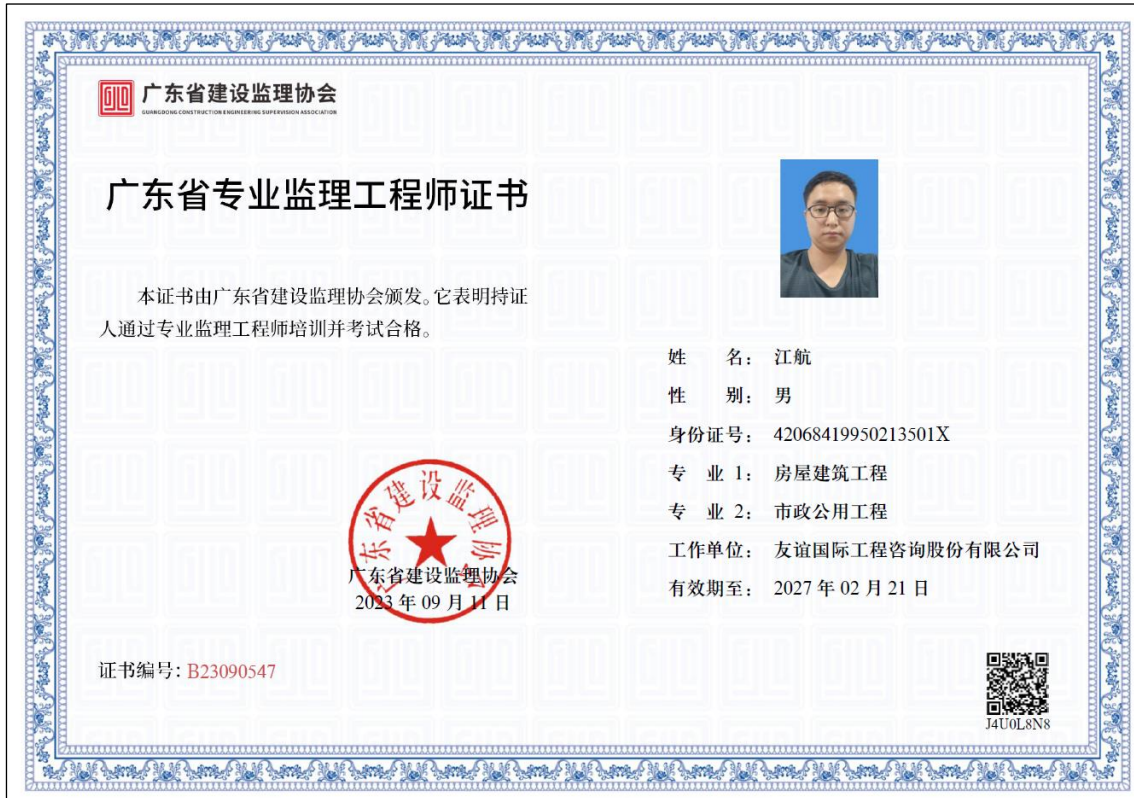 广东省建设监理协会
GUANGDONG CONSTRUCTION ENGINEERING SUPERVISION ASSOCIATION
广东省专业监理工程师证书
本证书由广东省建设监理协会颁发。它表明持证
人通过专业监理工程师培训并考试合格。
姓 名: 江航
性 别: 男
身份证号: 42068419950213501X
专 业 1: 房屋建筑工程
专 业 2: 市政公用工程
工作单位: 友谊国际工程咨询股份有限公司
有效期至: 2027 年 02 月 21 日
广东省建设监理协会
广东省建设监理协会
2023 年 09 月 11 日
证书编号: B23090547
J4U0L8N8